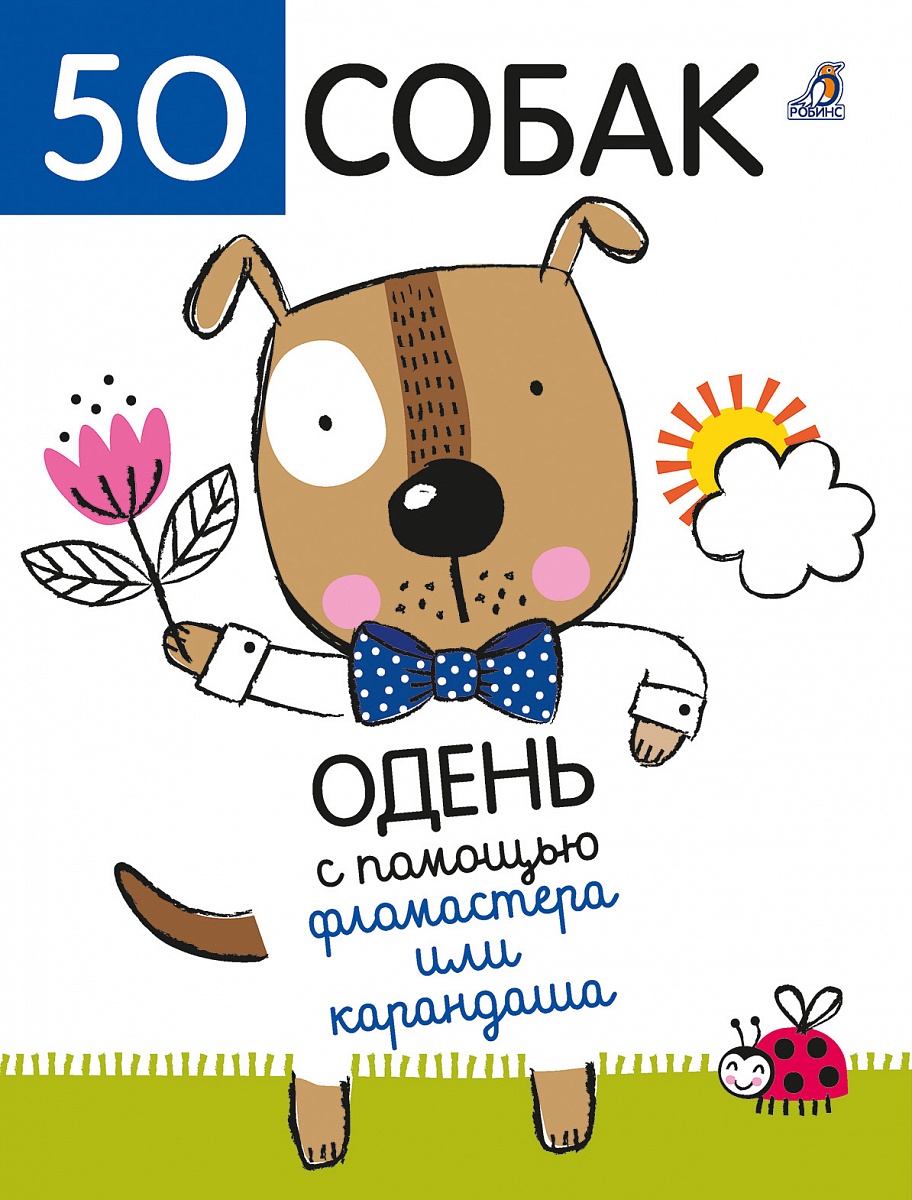 50 СОБАК
РОБИНС
ОДЕНЬ
с помощью
фломастера
или
карандаша